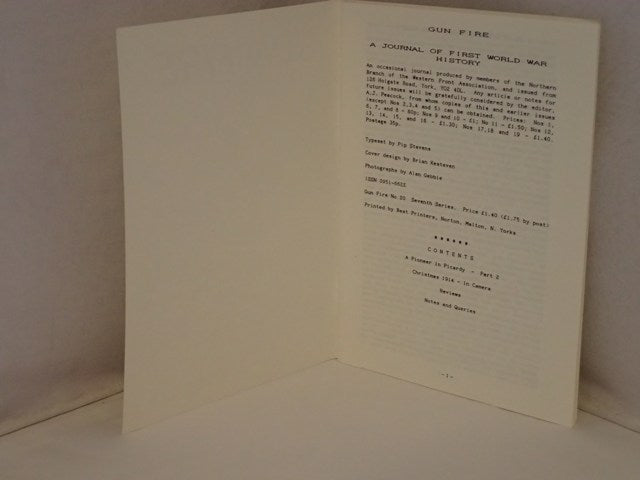 GUN FIRE
A JOURNAL OF FIRST WORLD WAR
HISTORY
An occasional journal produced by members of the Northern
Branch of the Western Front Association, and issued from
126 Holgate Road, York, YO2 4DL. Any article or notes for
future issues will be gratefully considered by the editor,
A.J. Peacock, from whom copies of this and earlier issues
(except Nos 2,3,4 and 5) can be obtained. Prices: Nos 1,
6, 7, and 8 - 80p; Nos 9 and 10 - £1; No 11 - £1.50; Nos 12,
13, 14, 15, and 16 - £1.30; Nos 17,18 and 19 - £1.40.
Postage 35p.
Typeset by Pip Stevens
Cover design by Brian Kesteven
Photographs by Alan Gebbie
ISSN 0951-6622
Gun Fire No 20 Seventh Series. Price £1.40 (£1.75 by post)
Printed by Best Printers, Norton, Malton, N. Yorks
******
CONTENTS
A Pioneer in Picardy - Part 2
Christmas 1914 - in Camera
Reviews
Notes and Queries
-1-